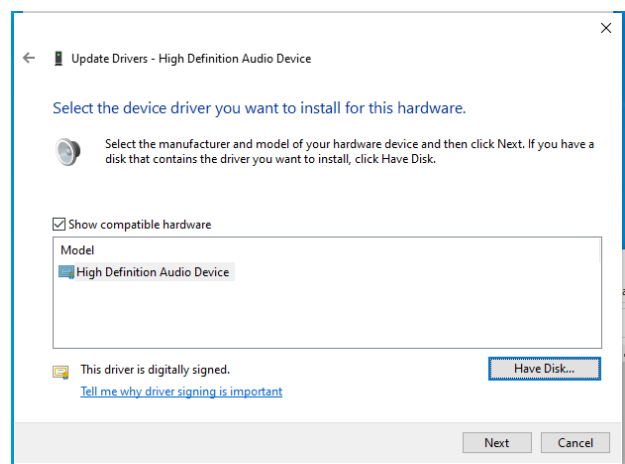 Update Drivers - High Definition Audio Device
Select the device driver you want to install for this hardware.
Select the manufacturer and model of your hardware device and then click Next. If you have a
disk that contains the driver you want to install, click Have Disk.
Show compatible hardware
Model
High Definition Audio Device
This driver is digitally signed.
Have Disk...
Tell me why driver signing is important
Next
Cancel